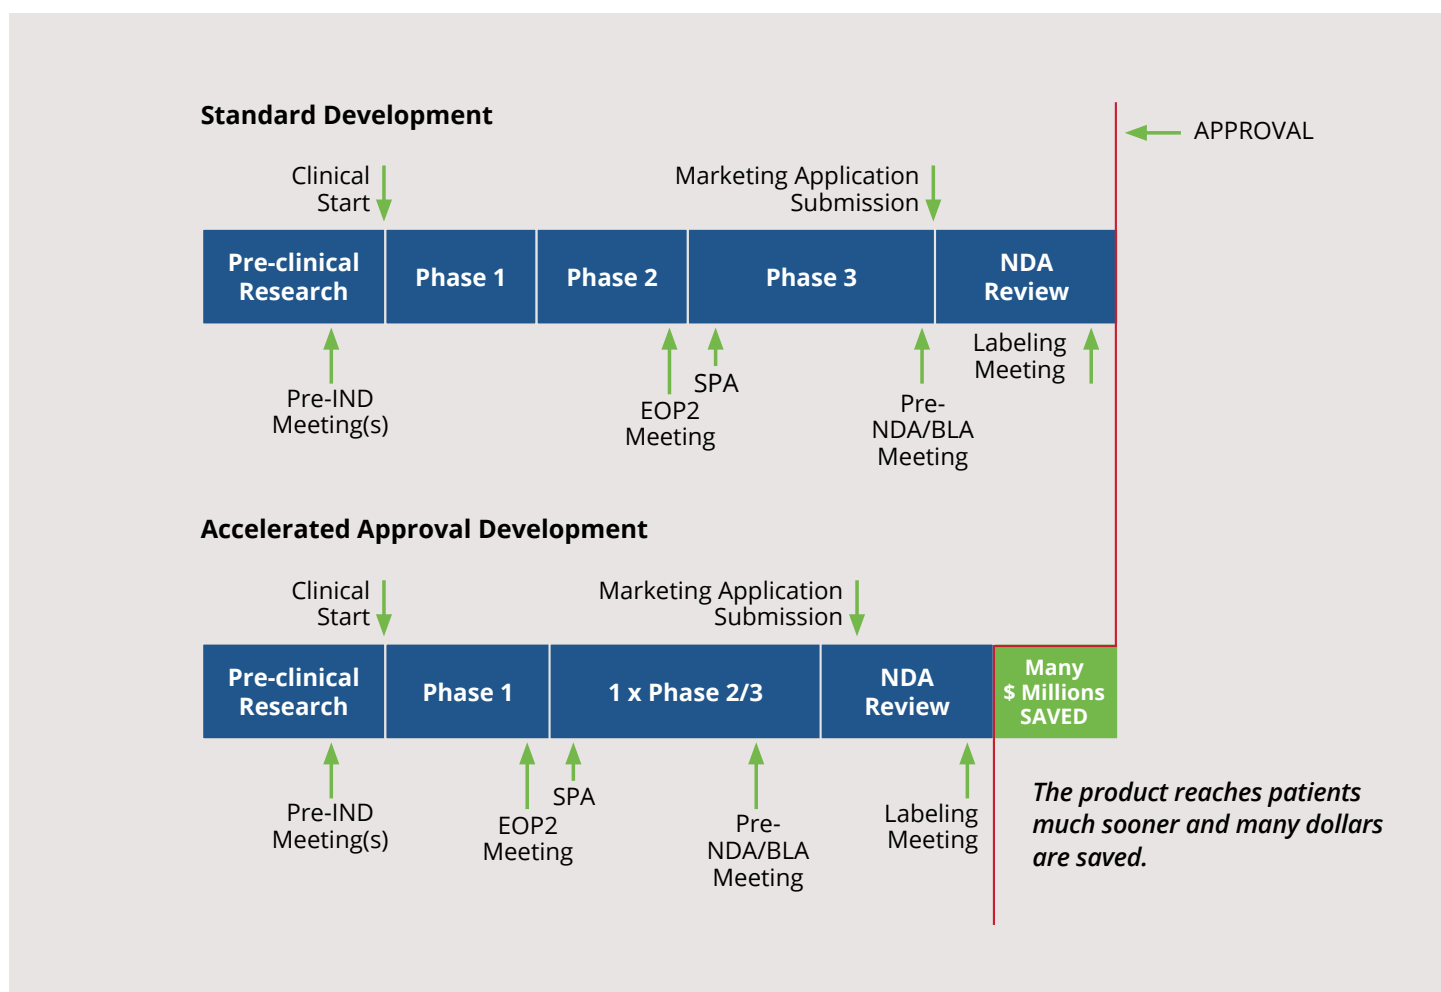 Standard Development
APPROVAL
Clinical
Start
Marketing Application
Submission
Pre-clinical
Research
Phase 1
Phase 2
Phase 3
NDA
Review
Pre-IND
Meeting(s)
EOP2
Meeting
SPA
Pre-
NDA/BLA
Meeting
Labeling
Meeting
Accelerated Approval Development
Clinical
Start
Marketing Application
Submission
Pre-clinical
Research
Phase 1
1 x Phase 2/3
NDA
Review
Many
$ Millions
SAVED
Pre-IND
Meeting(s)
EOP2
Meeting
SPA
Pre-
NDA/BLA
Meeting
Labeling
Meeting
The product reaches patients
much sooner and many dollars
are saved.